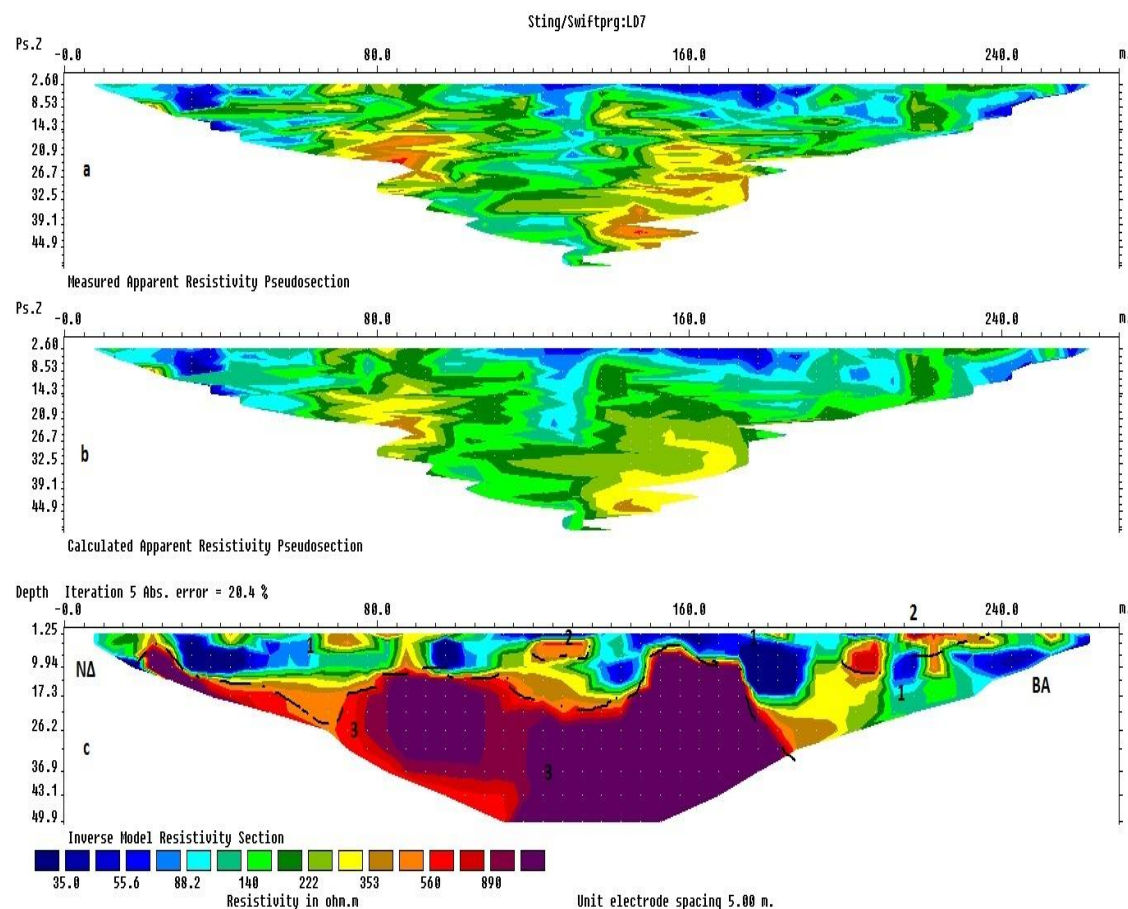 Sting/Swiftprg:LD7
Ps.Z -0.0 80.0 160.0 240.0 m.
2.60
8.53
14.3
20.9
26.7
32.5
39.1
44.9
a
Measured Apparent Resistivity Pseudosection
Ps.Z -0.0 80.0 160.0 240.0 m.
2.60
8.53
14.3
20.9
26.7
32.5
39.1
44.9
b
Calculated Apparent Resistivity Pseudosection
Depth Iteration 5 Abs. error = 20.4 %
-0.0 80.0 160.0 240.0 m.
2
1.25
1 2 1
9.94
ΝΔ
ΒΑ
17.3
1
26.2
3
c
36.9
3
43.1
49.9
Inverse Model Resistivity Section
35.0 55.6 88.2 140 222 353 560 890
Resistivity in ohm.m
Unit electrode spacing 5.00 m.